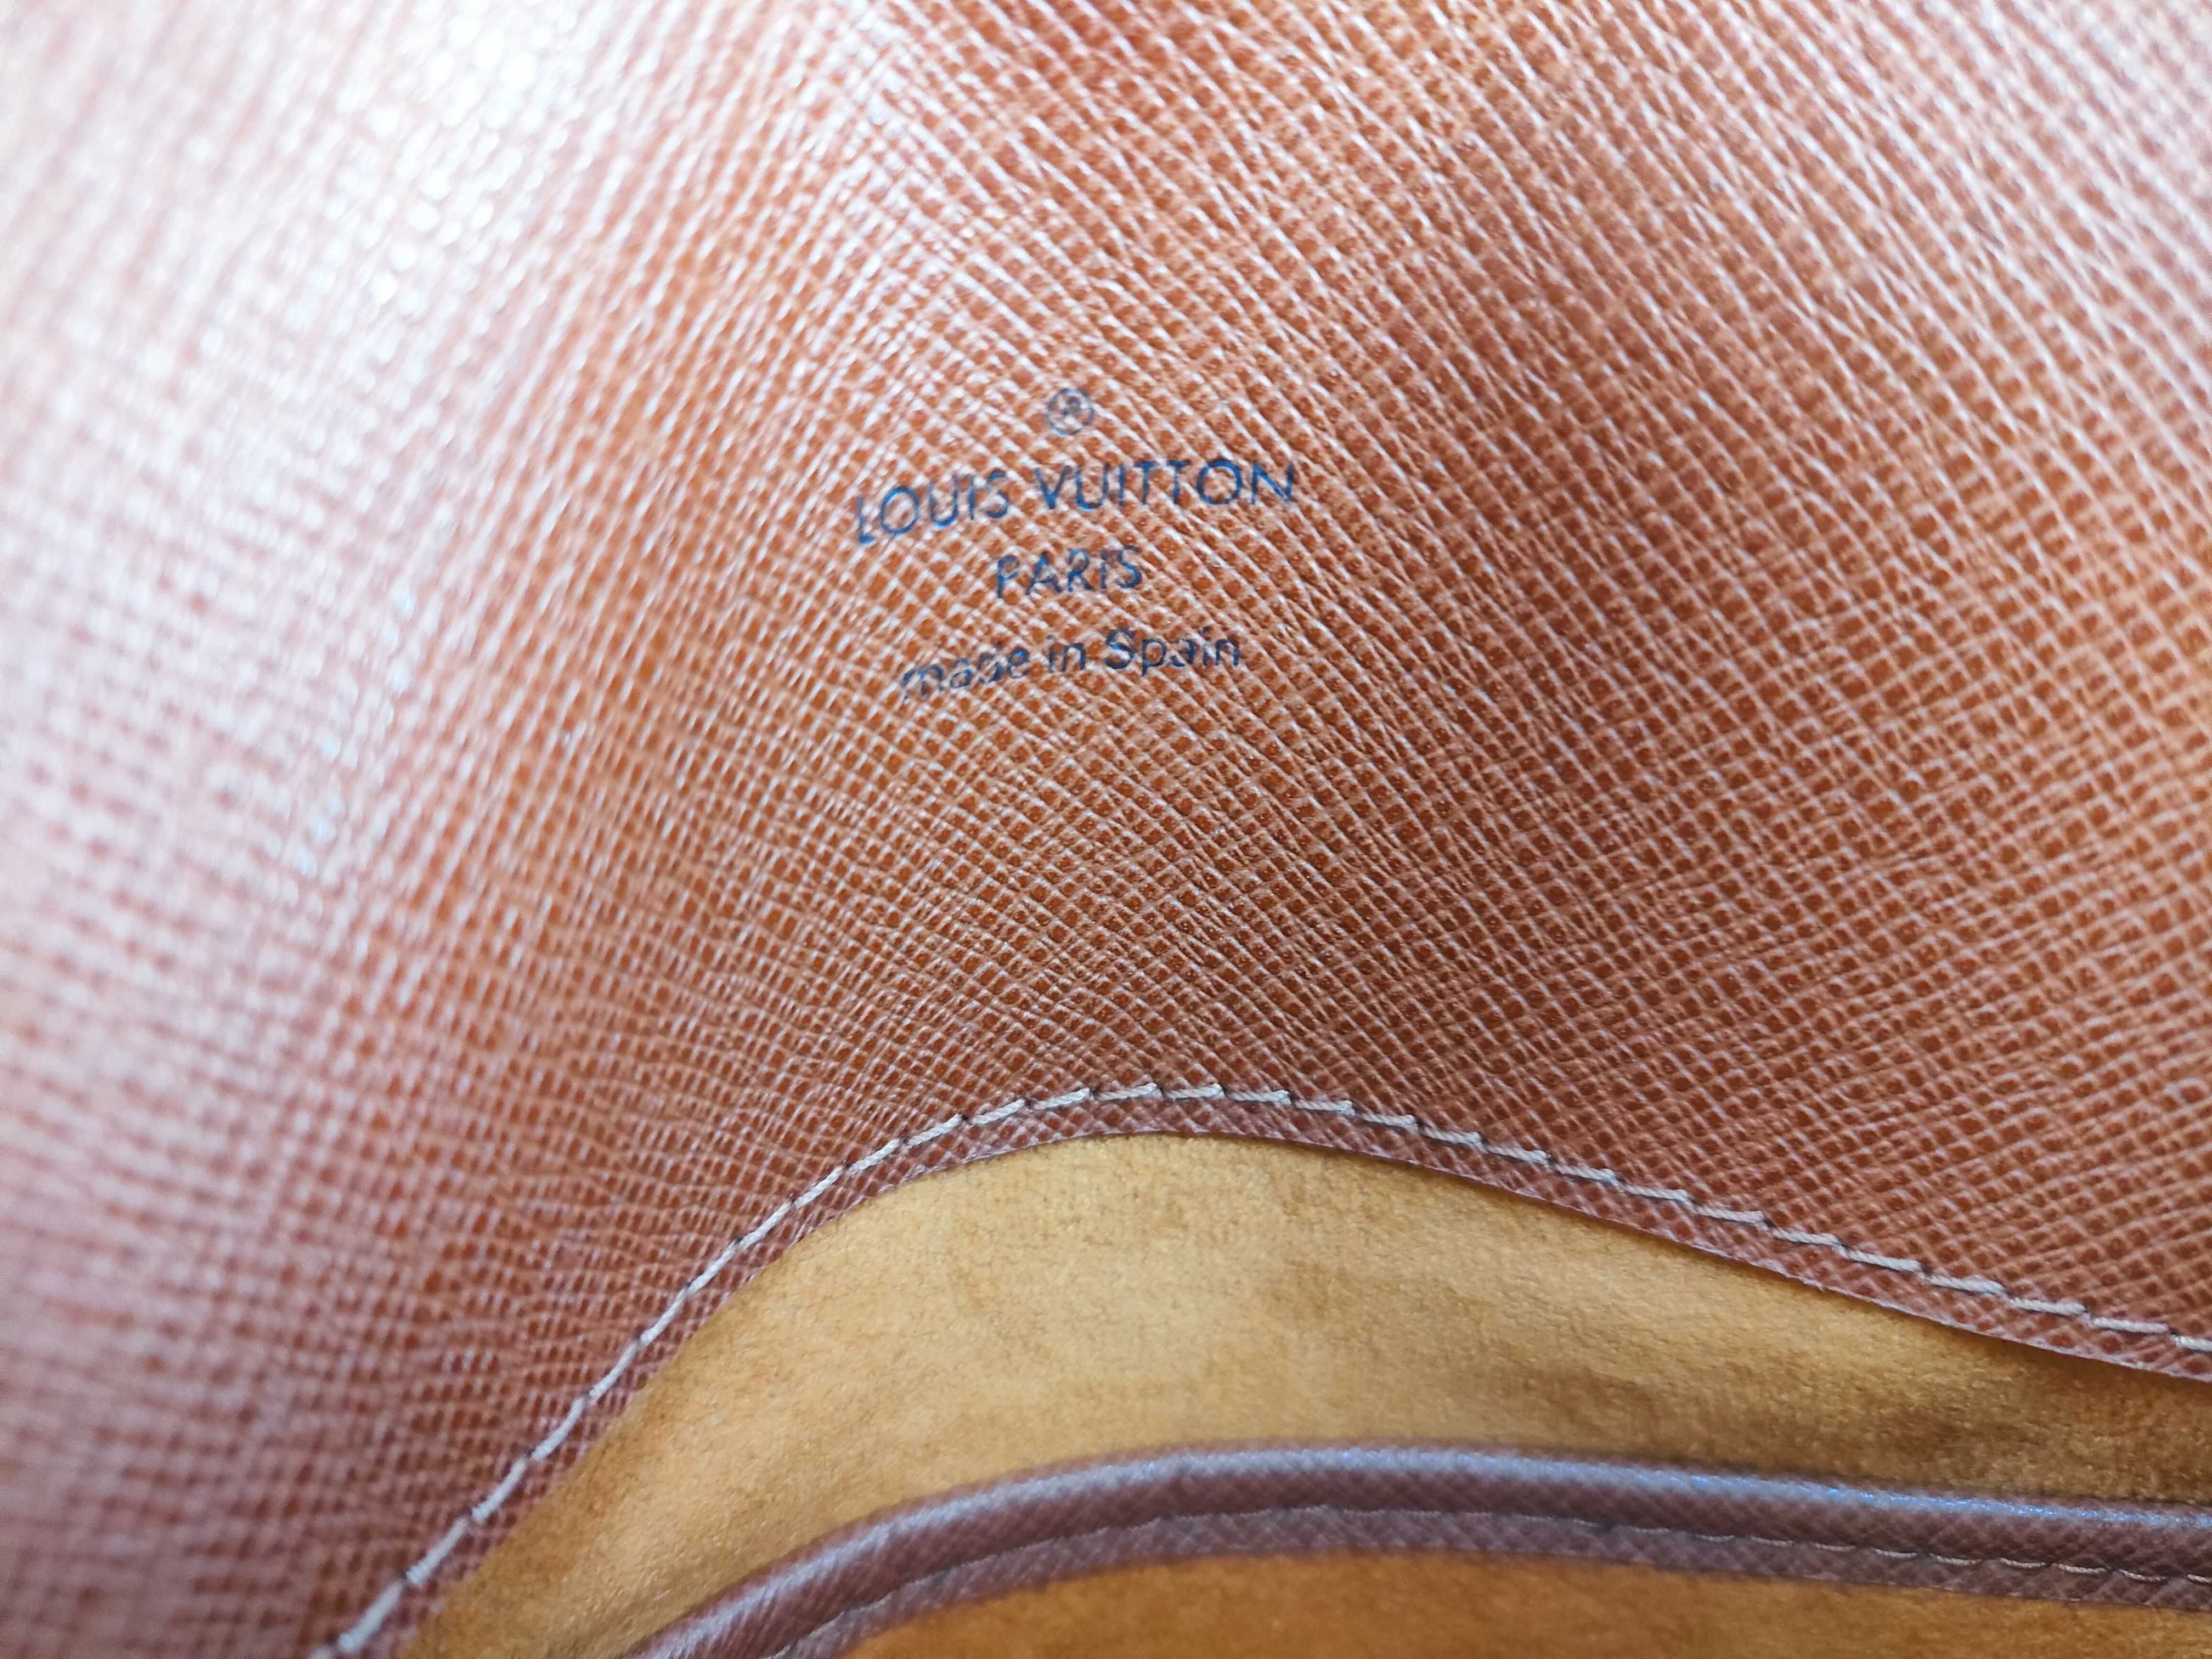 ®
LOUIS VUITTON
PARIS
made in Spain